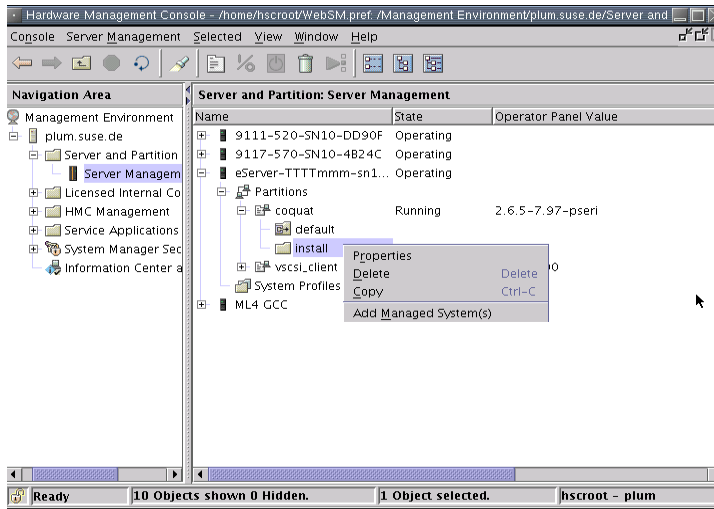 Hardware Management Console - /home/hscroot/WebSM.pref: /Management Environment/plum.suse.de/Server and
Console Server Management Selected View Window Help
Navigation Area
Management Environment
plum.suse.de
Server and Partition
Server Managem
Licensed Internal Co
HMC Management
Service Applications
System Manager Sec
Information Center a
Server and Partition: Server Management
Name State Operator Panel Value
9111-520-SN10-DD90F Operating
9117-570-SN10-4B24C Operating
eServer-TTTTmmm-sn1... Operating
Partitions
coquat Running 2.6.5-7.97-pseri
default
install
vscsi_client
System Profiles
ML4 GCC
Properties
Delete Delete
Copy Ctrl-C
Add Managed System(s)
Ready 10 Objects shown 0 Hidden. 1 Object selected. hscroot - plum